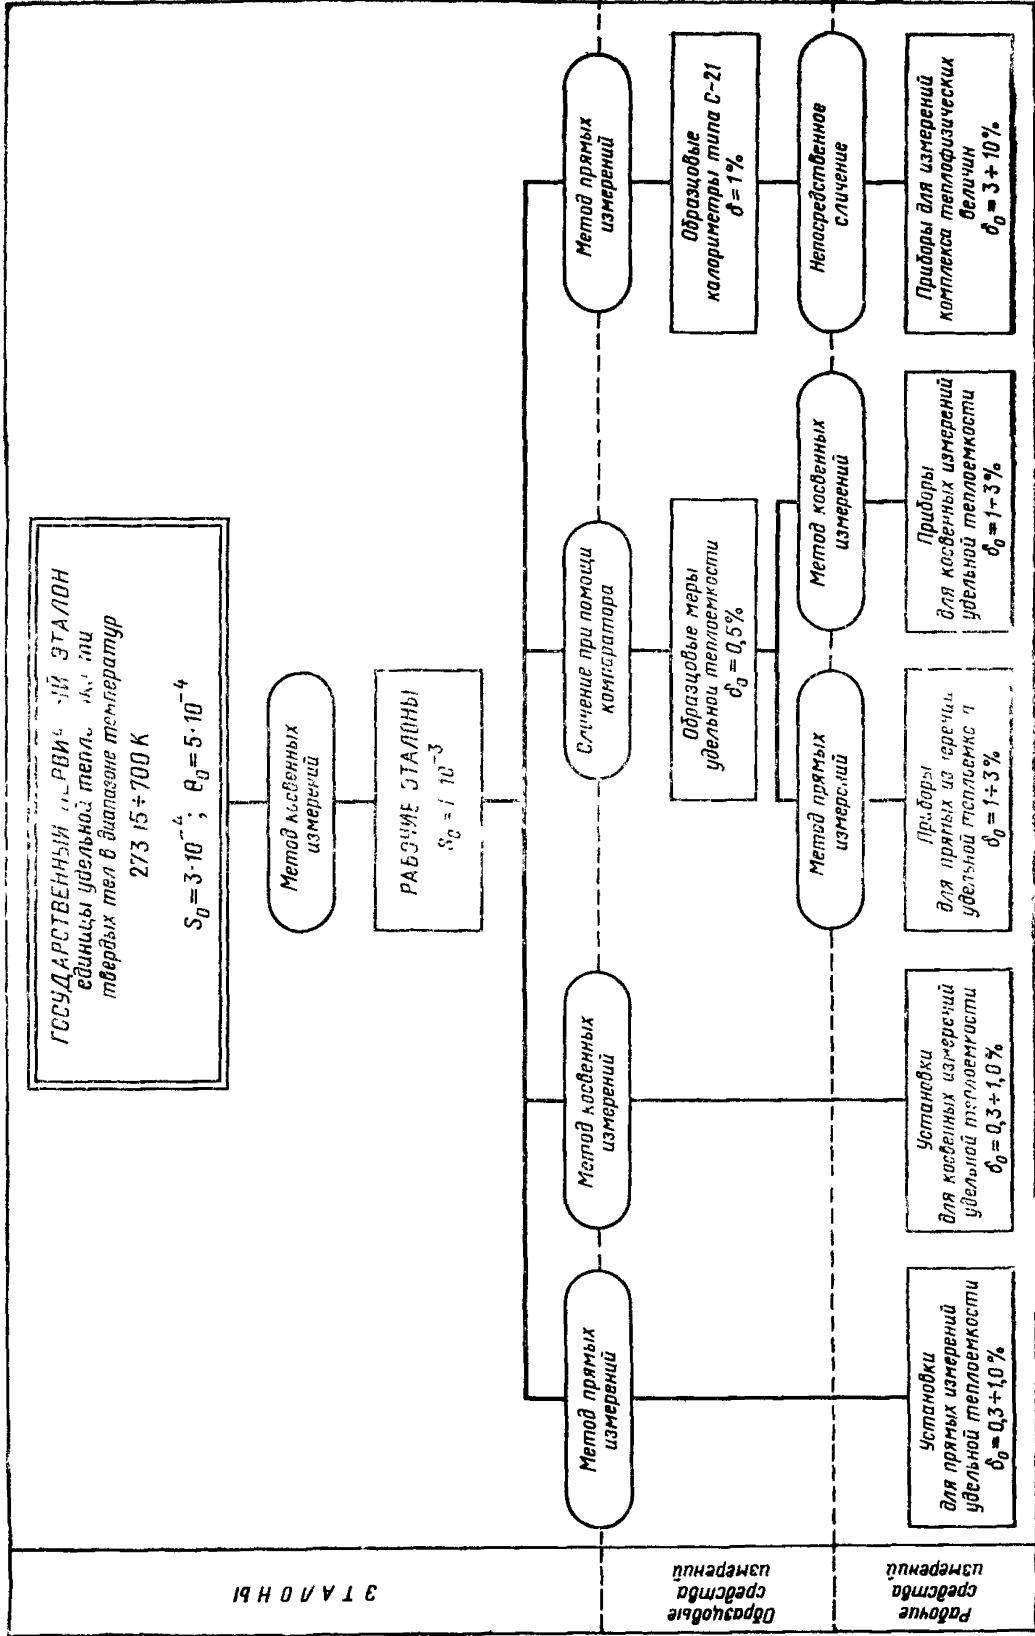 ЭТАЛОНЫ
ГОСУДАРСТВЕННЫЙ ЭТАЛОН
единицы удельной
твердых тел в диапазоне температур
273 15÷700 K
S₀=3·10⁻⁴; θ₀=5·10⁻⁴
Метод косвенных
измерений
РАБОЧИЕ ЭТАЛОНЫ
10⁻³
Метод прямых
измерений
Метод косвенных
измерений
Сличение при помощи
компаратора
Метод прямых
измерений
Образцовые
средства
измерений
Образцовые меры
удельной теплоемкости
δ₀=0,5%
Образцовые
калориметры типа С-21
δ=1%
Метод прямых
измерений
Метод косвенных
измерений
Непосредственное
сличение
Рабочие
средства
измерений
Установки
для прямых измерений
удельной теплоемкости
δ₀=0,3÷1,0%
Установки
для косвенных измерений
удельной теплоемкости
δ₀=0,3÷1,0%
Приборы
для прямых
удельной
δ₀=1÷3%
Приборы
для косвенных измерений
удельной теплоемкости
δ₀=1÷3%
Приборы для измерений
комплекса теплофизических
величин
δ₀=3÷10%